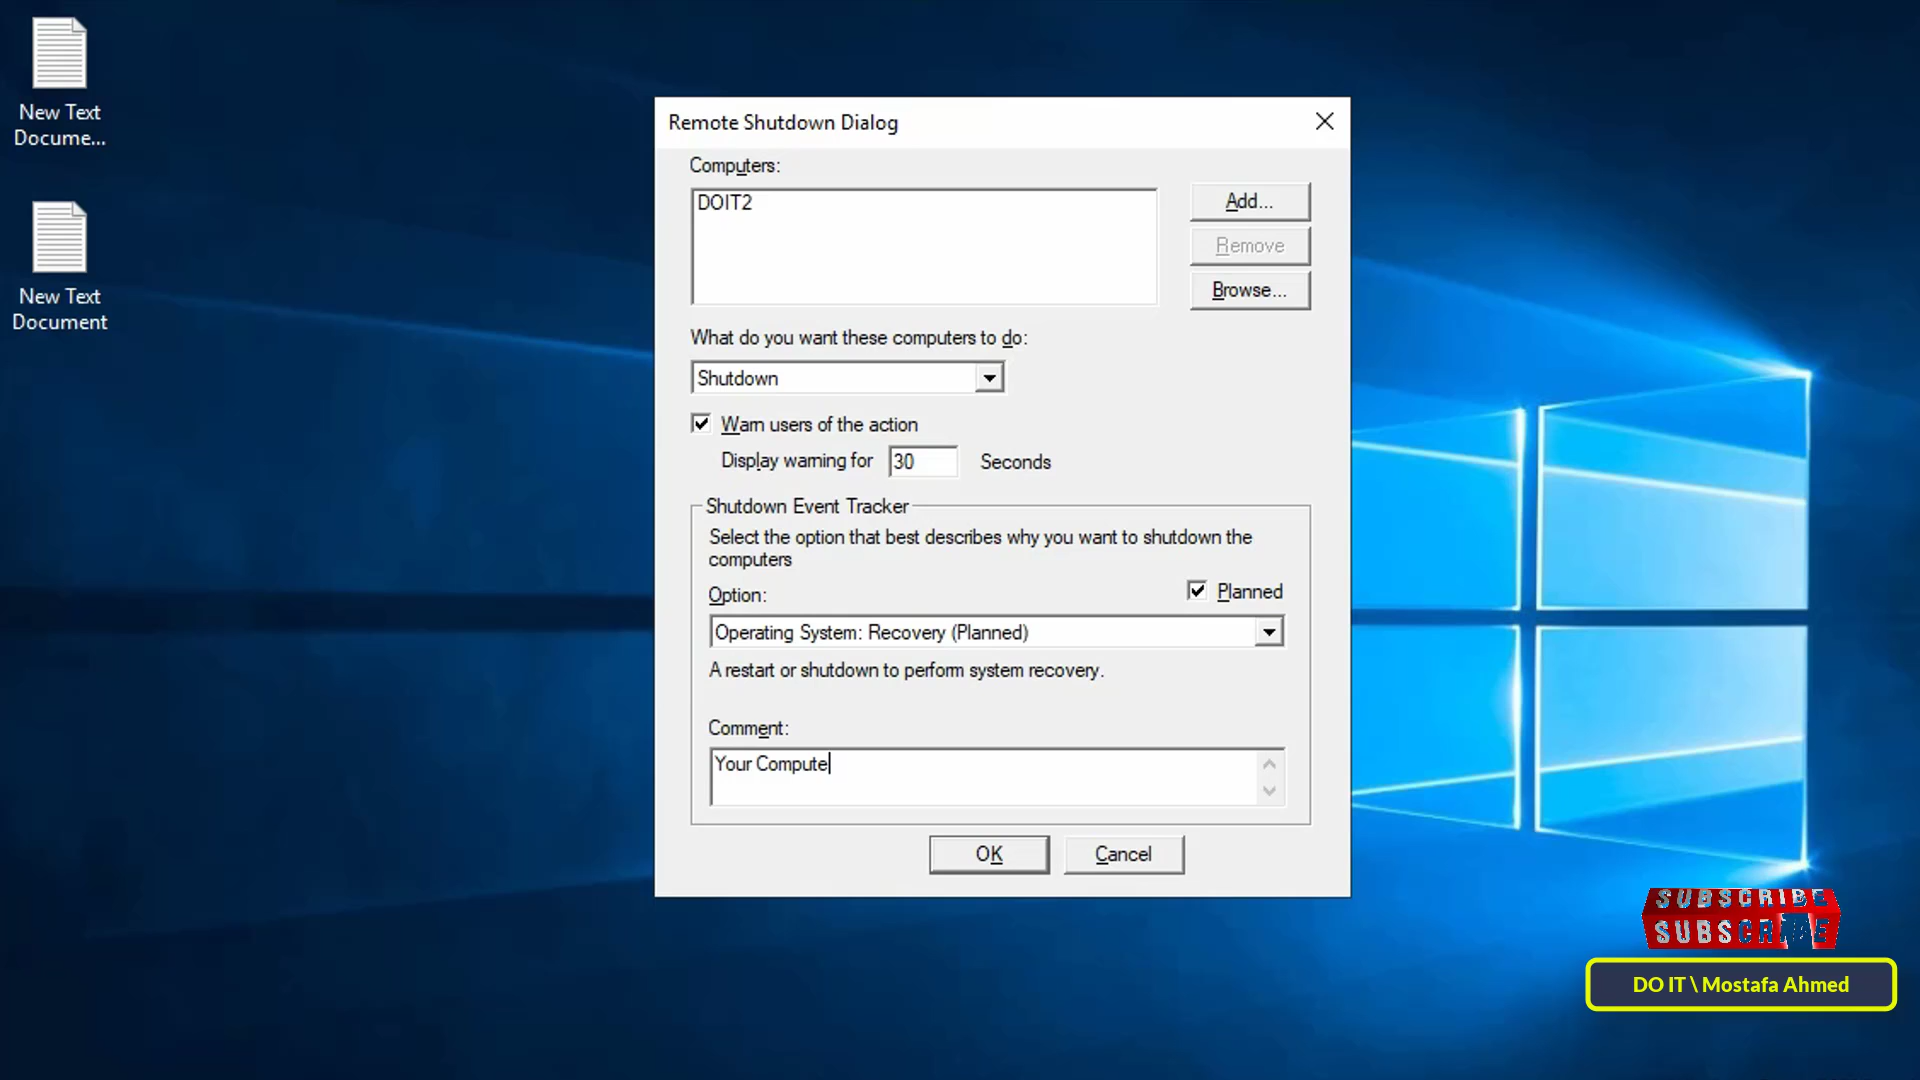 New Text
Docume...
New Text
Document
Remote Shutdown Dialog
Computers:
DOIT2
Add...
Remove
Browse...
What do you want these computers to do:
Shutdown
Warn users of the action
Display warning for 30 Seconds
Shutdown Event Tracker
Select the option that best describes why you want to shutdown the
computers
Option:
Planned
Operating System: Recovery (Planned)
A restart or shutdown to perform system recovery.
Comment:
Your Compute
OK
Cancel
SUBSCRIBE
SUBSCRIBE
DO IT \ Mostafa Ahmed